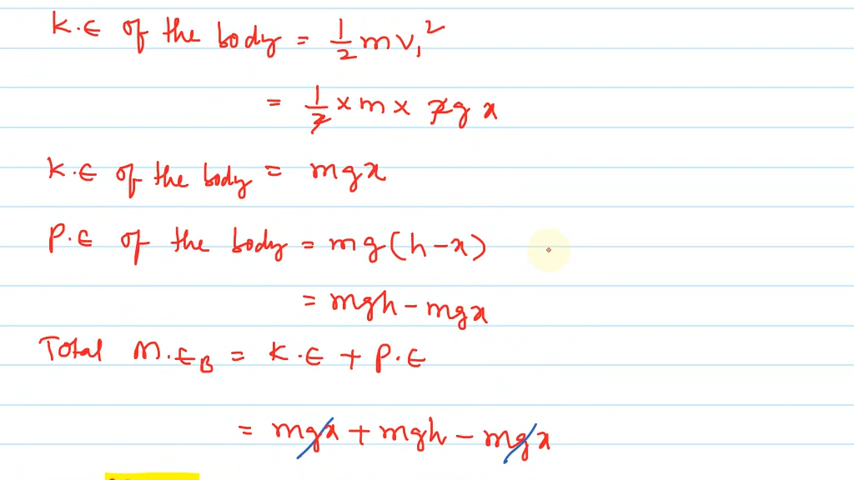 K.E of the body = 1/2 m v₁²
= 1/2 x m x 2g x
K.E of the body = mgx
P.E of the body = mg(h-x)
= mgh - mgx
Total M.E_B = K.E + P.E
= mgx + mgh - mgx